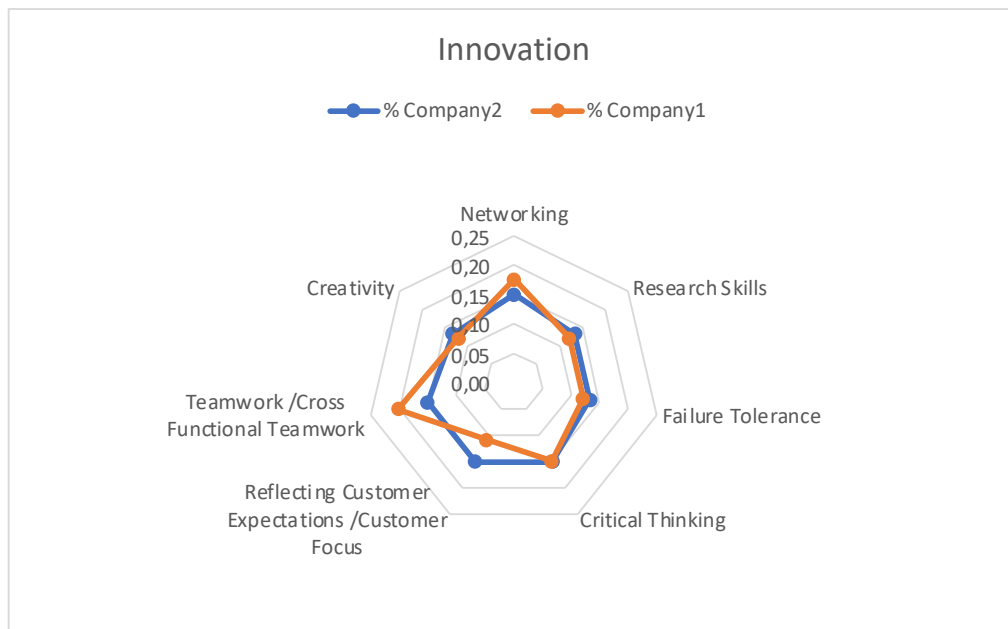 Innovation
% Company2
% Company1
Networking
0,25
0,20
0,15
0,10
0,05
0,00
Research Skills
Failure Tolerance
Critical Thinking
Reflecting Customer
Expectations /Customer
Focus
Teamwork /Cross
Functional Teamwork
Creativity